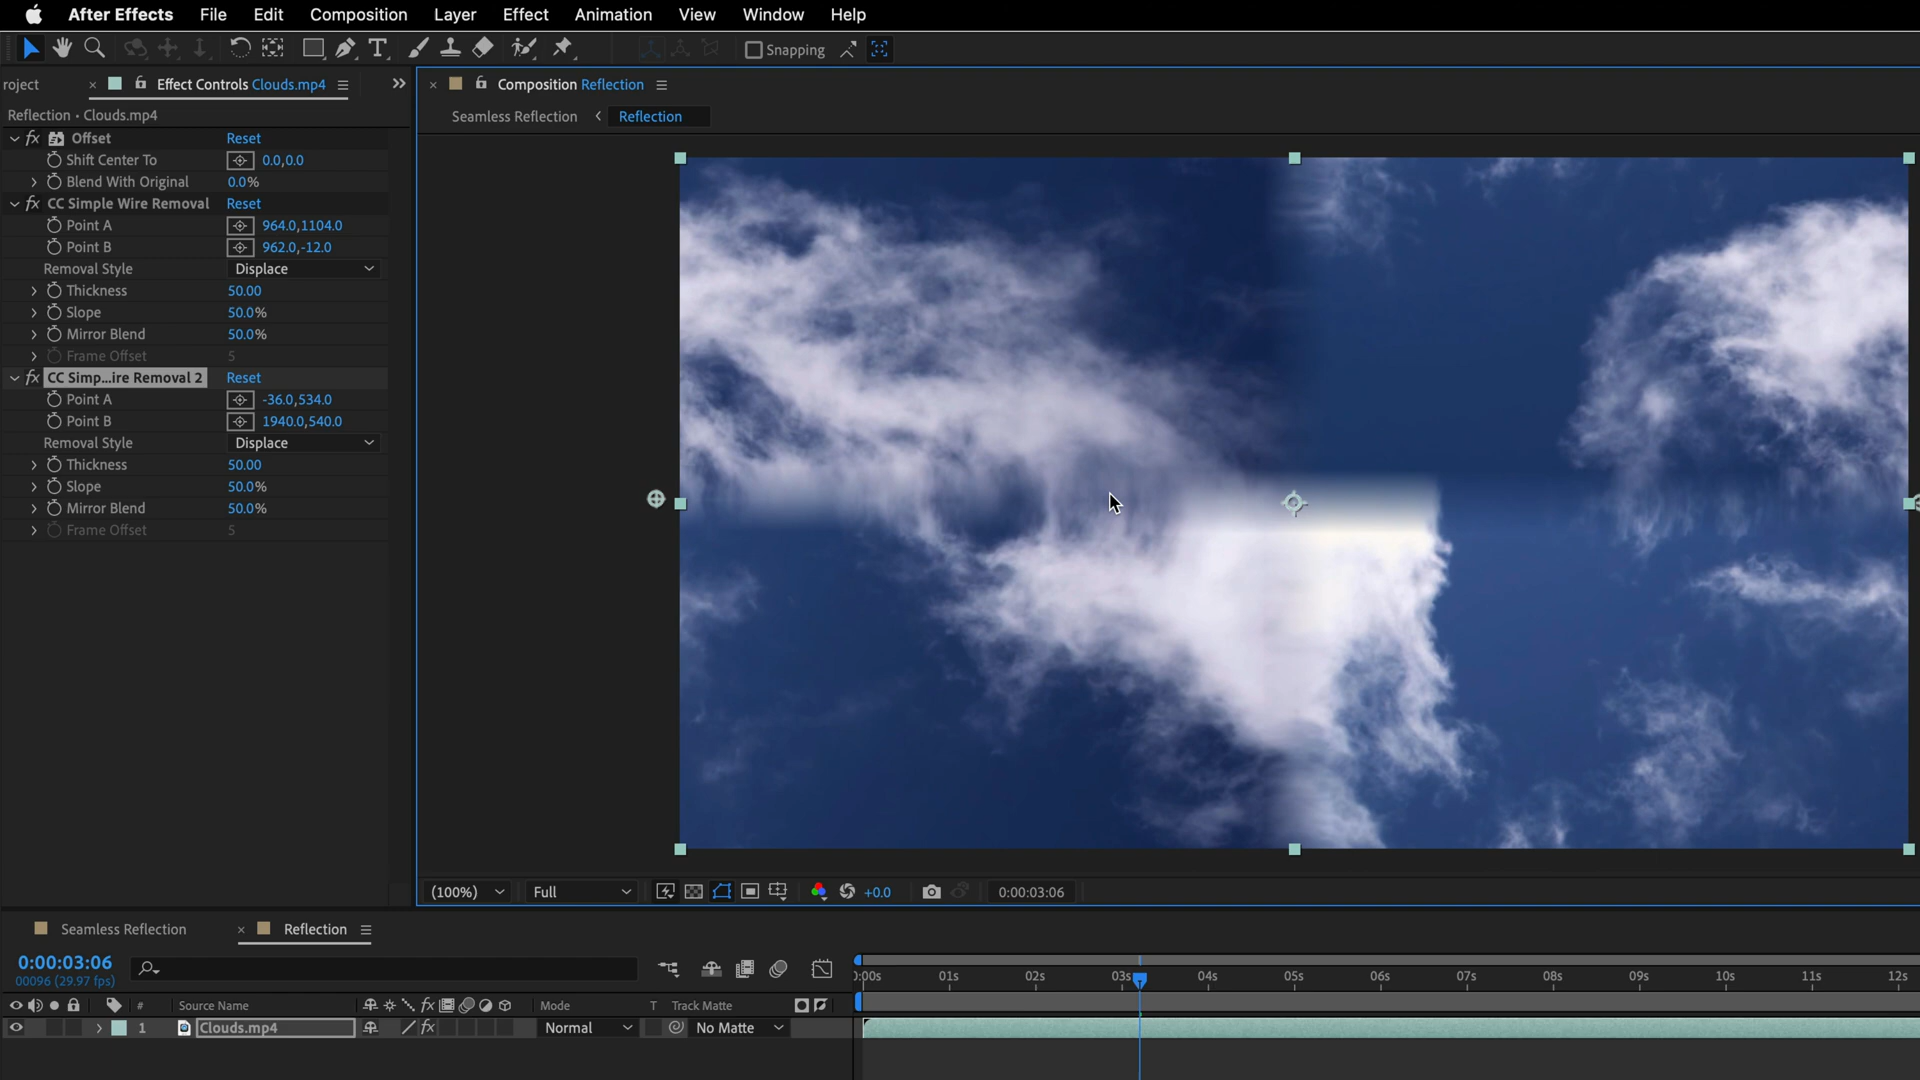 After Effects File Edit Composition Layer Effect Animation View Window Help
Snapping
roject × Effect Controls Clouds.mp4
× Composition Reflection
Reflection • Clouds.mp4
Seamless Reflection Reflection
fx Offset Reset
Shift Center To 0.0,0.0
Blend With Original 0.0%
fx CC Simple Wire Removal Reset
Point A 964.0,1104.0
Point B 962.0,-12.0
Removal Style Displace
Thickness 50.00
Slope 50.0%
Mirror Blend 50.0%
Frame Offset 5
fx CC Simp...ire Removal 2 Reset
Point A -36.0,534.0
Point B 1940.0,540.0
Removal Style Displace
Thickness 50.00
Slope 50.0%
Mirror Blend 50.0%
Frame Offset 5
(100%) Full +0.0 0:00:03:06
Seamless Reflection × Reflection
0:00:03:06
00096 (29.97 fps)
):00s 01s 02s 03s 04s 05s 06s 07s 08s 09s 10s 11s 12s
# Source Name fx Mode T Track Matte
1 Clouds.mp4 fx Normal No Matte